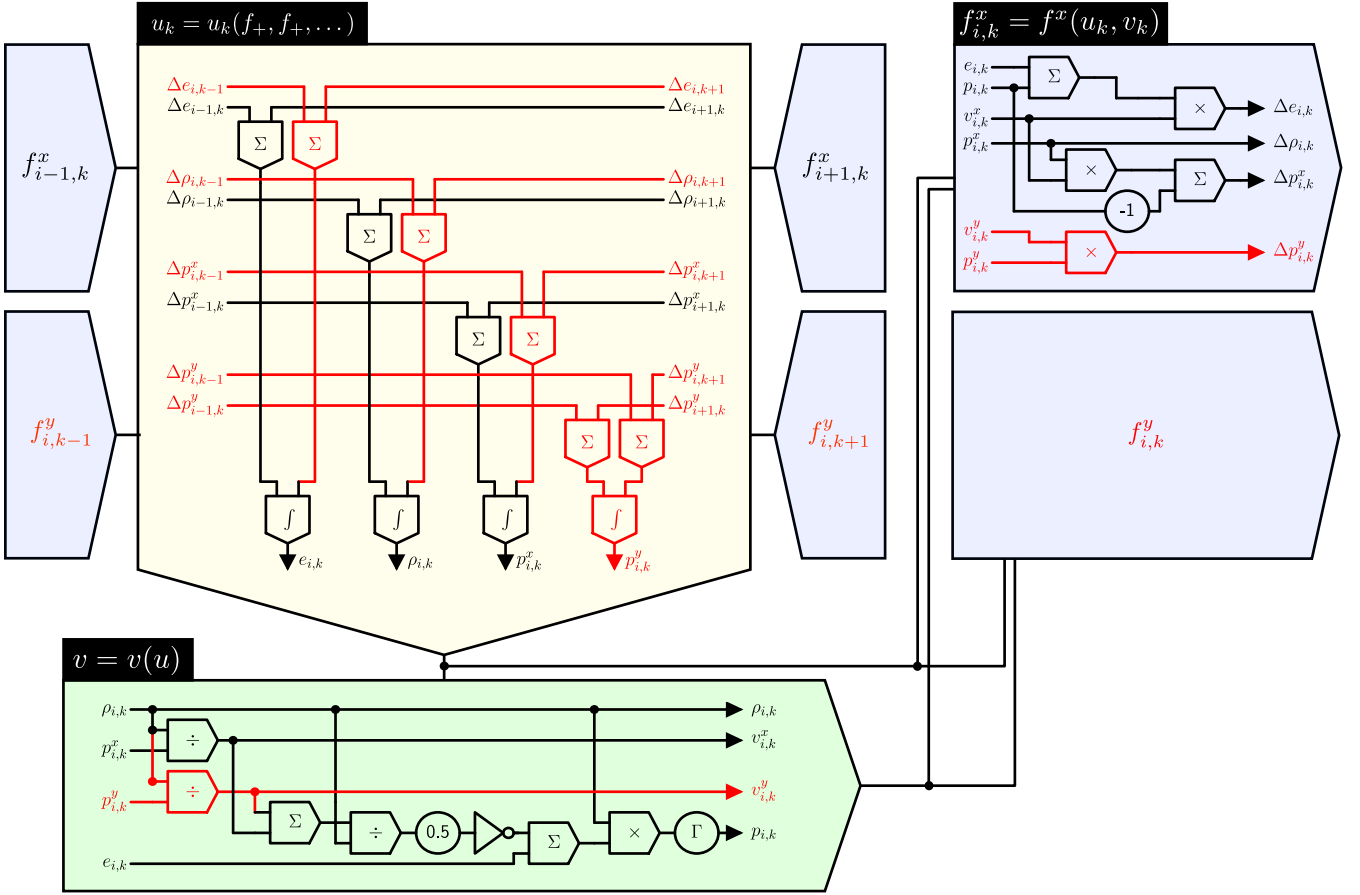 u_k = u_k(f_+, f_+, …)
f^x_{i,k} = f^x(u_k, v_k)
f^x_{i−1,k}
Δe_{i,k−1} Δe_{i,k+1}
Δe_{i−1,k} Δe_{i+1,k}
Σ Σ
Δρ_{i,k−1} Δρ_{i,k+1}
Δρ_{i−1,k} Δρ_{i+1,k}
Σ Σ
Δp^x_{i,k−1} Δp^x_{i,k+1}
Δp^x_{i−1,k} Δp^x_{i+1,k}
Σ Σ
Δp^y_{i,k−1} Δp^y_{i,k+1}
Δp^y_{i−1,k} Δp^y_{i+1,k}
Σ Σ
∫ ∫ ∫ ∫
e_{i,k} ρ_{i,k} p^x_{i,k} p^y_{i,k}
f^x_{i+1,k}
f^y_{i,k−1}
f^y_{i,k+1}
e_{i,k}
Σ
p_{i,k}
× Δe_{i,k}
v^x_{i,k}
p^x_{i,k} Δρ_{i,k}
× Σ Δp^x_{i,k}
-1
v^y_{i,k}
× Δp^y_{i,k}
p^y_{i,k}
f^y_{i,k}
v = v(u)
ρ_{i,k} ρ_{i,k}
÷ v^x_{i,k}
p^x_{i,k}
÷ v^y_{i,k}
p^y_{i,k}
Σ ÷ 0.5 Σ × Γ p_{i,k}
e_{i,k}